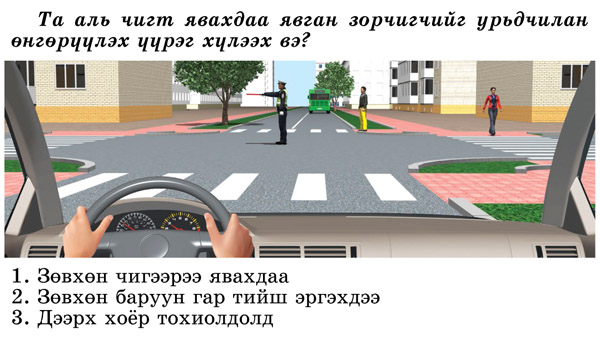 Та аль чигт явахдаа явган зорчигчийг урьдчилан
өнгөрүүлэх үүрэг хүлээх вэ?
1. Зөвхөн чигээрээ явахдаа
2. Зөвхөн баруун гар тийш эргэхдээ
3. Дээрх хоёр тохиолдолд